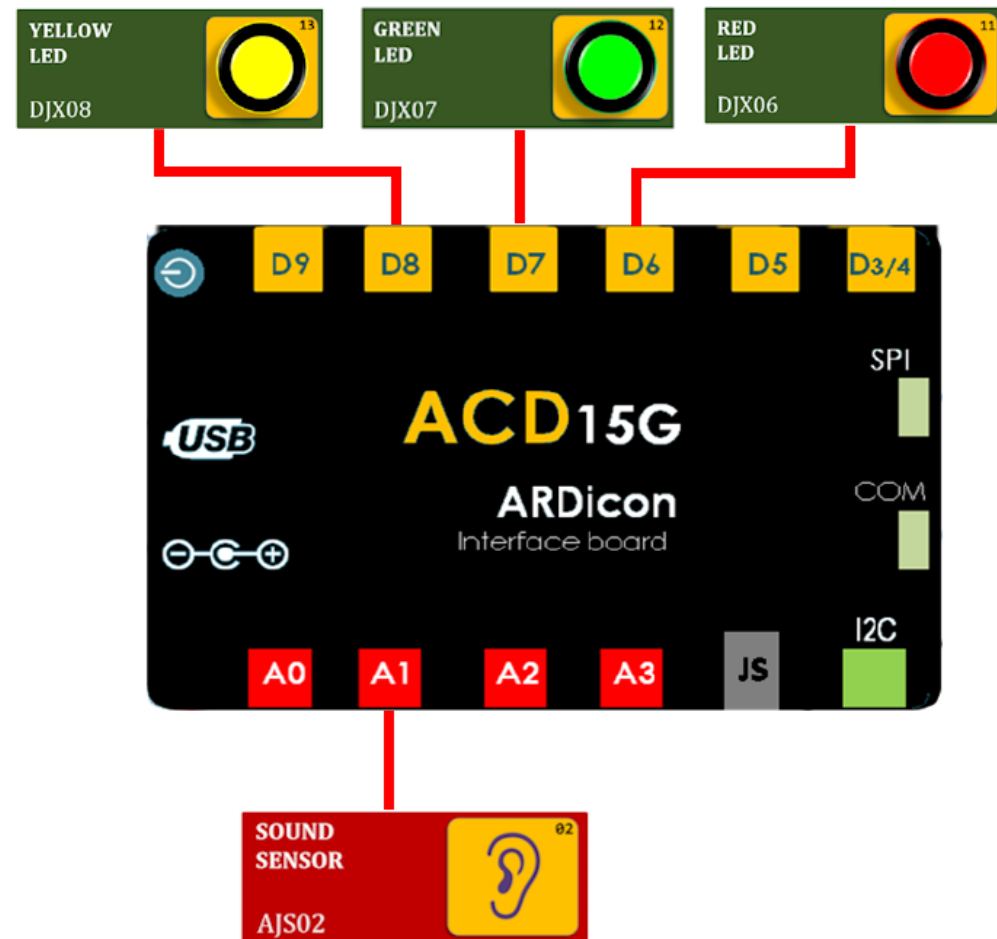 YELLOW
LED
13
DJX08
GREEN
LED
12
DJX07
RED
LED
11
DJX06
D9 D8 D7 D6 D5 D3/4
SPI
USB
ACD15G
COM
ARDicon
Interface board
I2C
A0 A1 A2 A3 JS
SOUND
SENSOR
02
AJS02